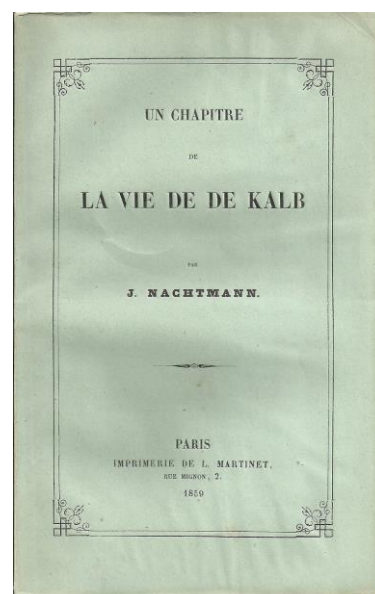 UN CHAPITRE
DE
LA VIE DE DE KALB
PAR
J. NACHTMANN.
PARIS
IMPRIMERIE DE L. MARTINET,
RUE MIGNON, 2.
1859